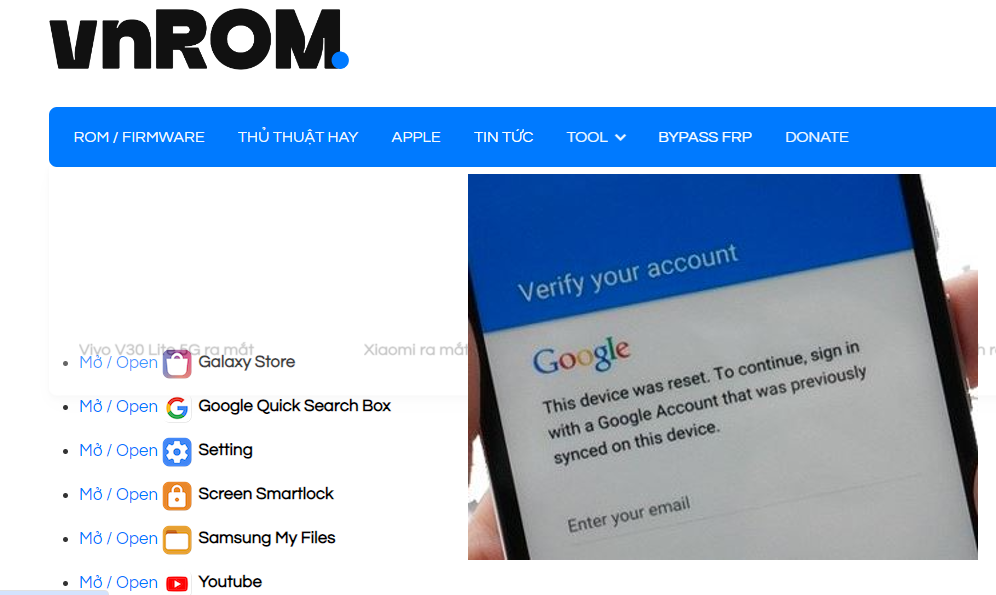 vnROM.
ROM / FIRMWARE THỦ THUẬT HAY APPLE TIN TỨC TOOL BYPASS FRP DONATE
Vivo V30 Lite 5G ra mắt Xiaomi ra mắt
Mở / Open Galaxy Store
Mở / Open Google Quick Search Box
Mở / Open Setting
Mở / Open Screen Smartlock
Mở / Open Samsung My Files
Mở / Open Youtube
Verify your account
Google
This device was reset. To continue, sign in
with a Google Account that was previously
synced on this device.
Enter your email